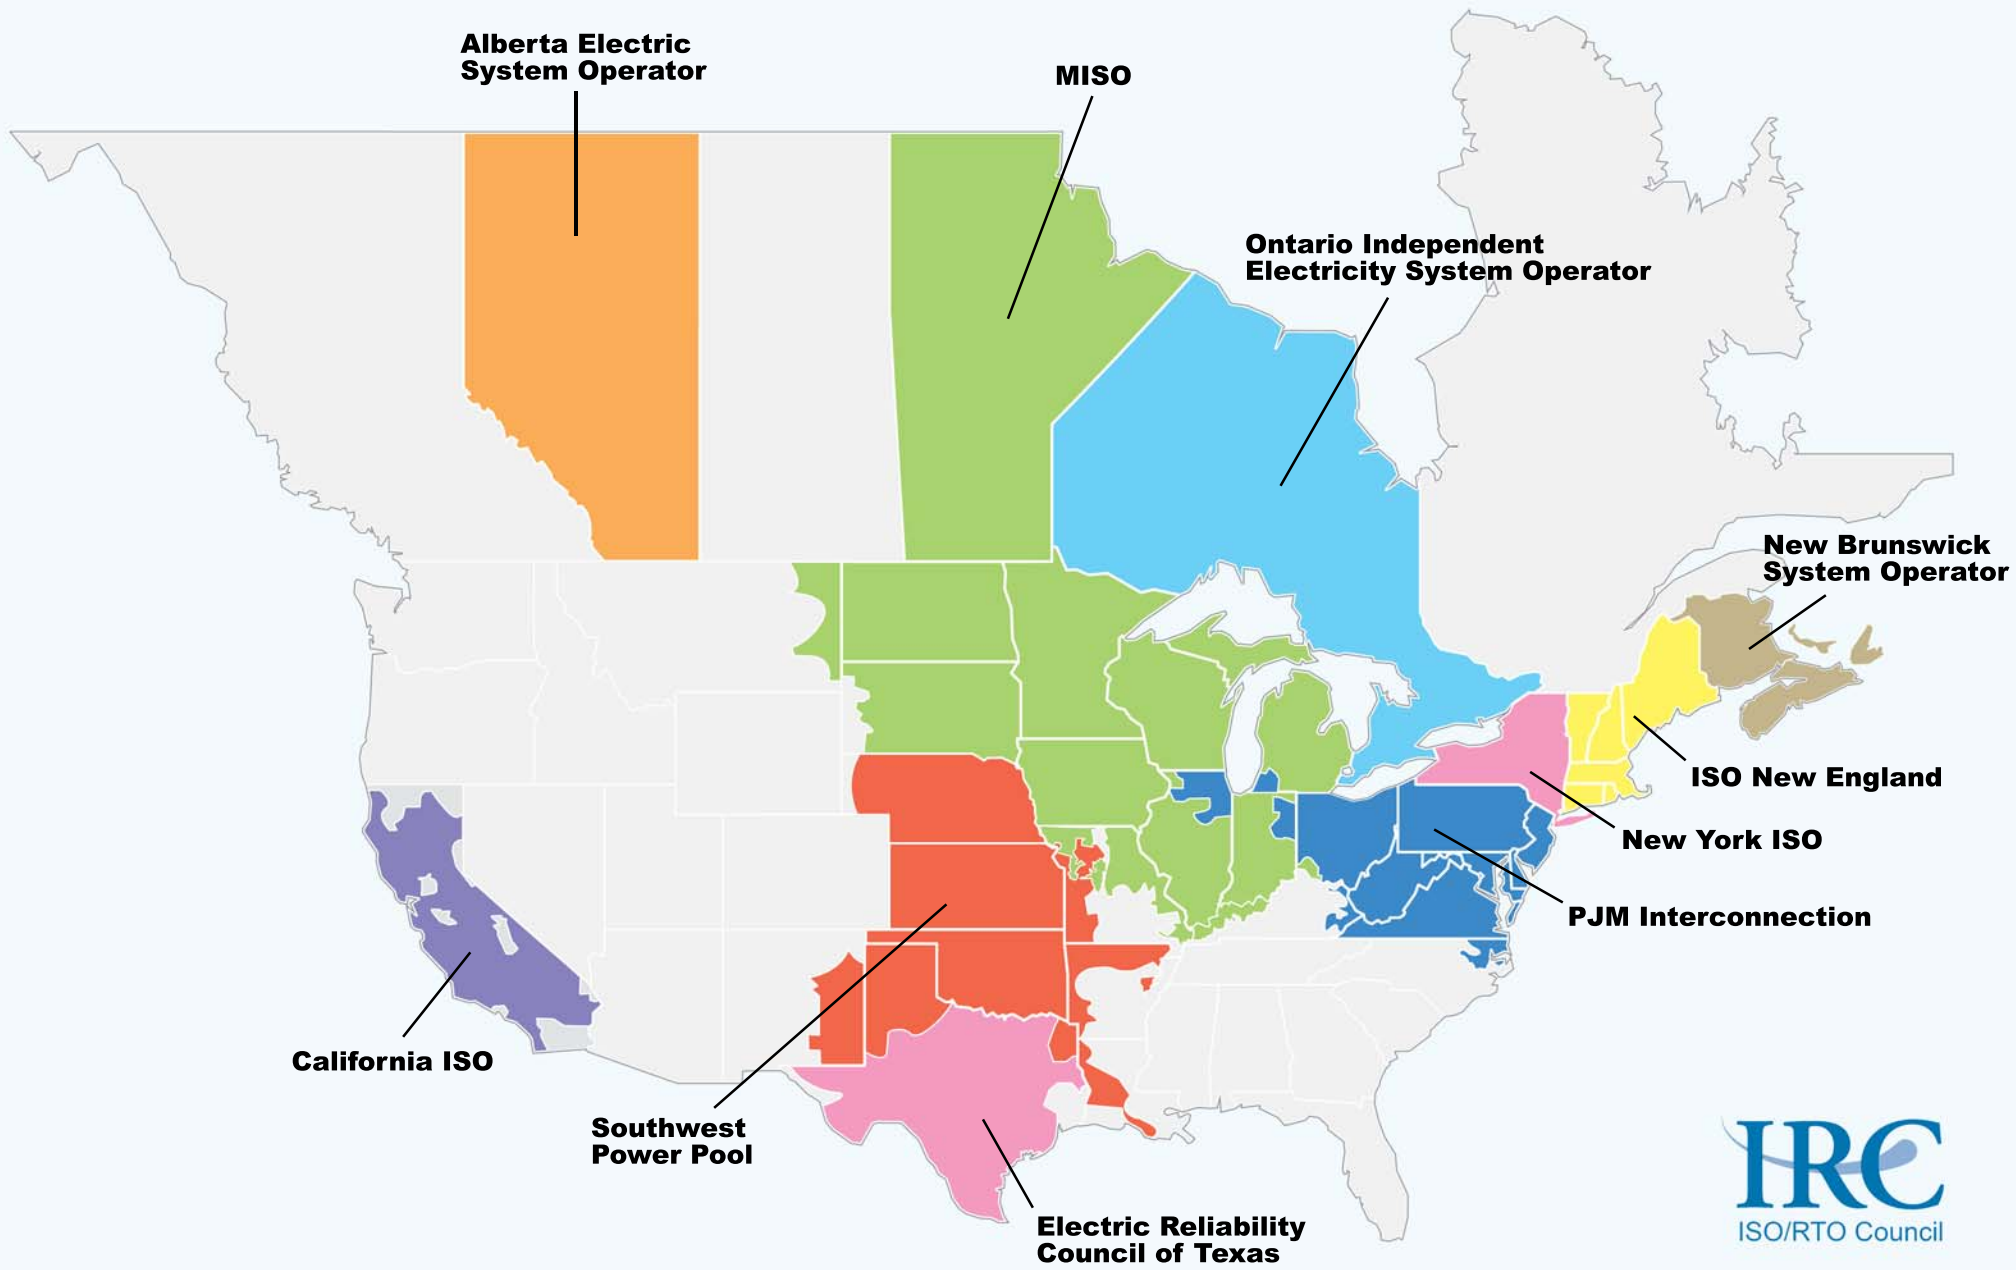 Alberta Electric
System Operator
MISO
Ontario Independent
Electricity System Operator
New Brunswick
System Operator
ISO New England
New York ISO
PJM Interconnection
California ISO
Southwest
Power Pool
Electric Reliability
Council of Texas
IRC
ISO/RTO Council